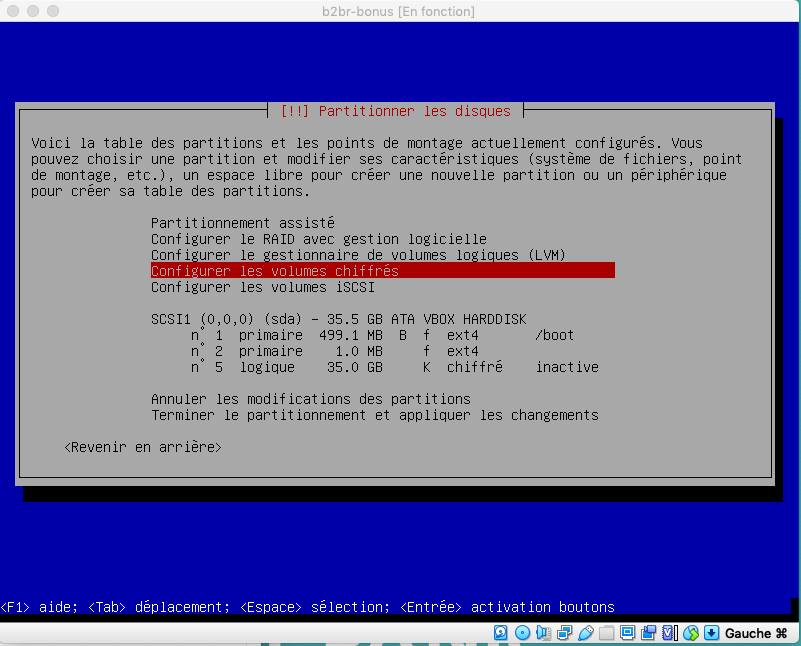 b2br-bonus [En fonction]
[!!] Partitionner les disques
Voici la table des partitions et les points de montage actuellement configurés. Vous
pouvez choisir une partition et modifier ses caractéristiques (système de fichiers, point
de montage, etc.), un espace libre pour créer une nouvelle partition ou un périphérique
pour créer sa table des partitions.
Partitionnement assisté
Configurer le RAID avec gestion logicielle
Configurer le gestionnaire de volumes logiques (LVM)
Configurer les volumes chiffrés
Configurer les volumes iSCSI
SCSI1 (0,0,0) (sda) - 35.5 GB ATA VBOX HARDDISK
n° 1 primaire 499.1 MB B f ext4 /boot
n° 2 primaire 1.0 MB f ext4
n° 5 logique 35.0 GB K chiffré inactive
Annuler les modifications des partitions
Terminer le partitionnement et appliquer les changements
<Revenir en arrière>
<F1> aide; <Tab> déplacement; <Espace> sélection; <Entrée> activation boutons
Gauche ⌘